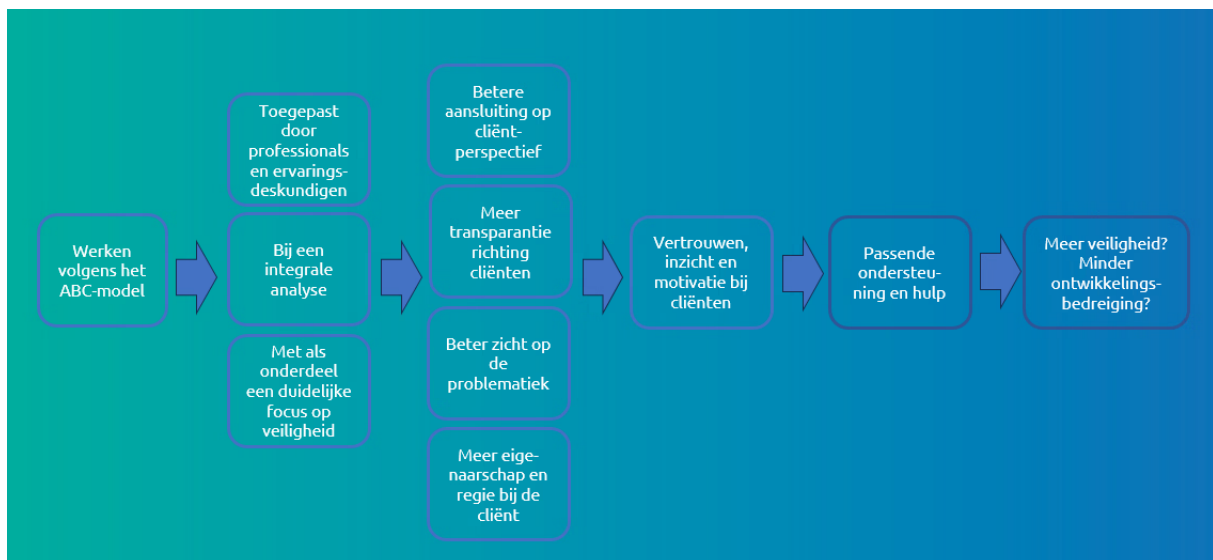 Werken
volgens het
ABC-model
Toegepast
door
professionals
en ervarings-
deskundigen
Bij een
integrale
analyse
Met als
onderdeel
een duidelijke
focus op
veiligheid
Betere
aansluiting op
cliënt-
perspectief
Meer
transparantie
richting
cliënten
Beter zicht op
de
problematiek
Meer eige-
naarschap en
regie bij de
cliënt
Vertrouwen,
inzicht en
motivatie bij
cliënten
Passende
ondersteu-
ning en hulp
Meer veiligheid?
Minder
ontwikkelings-
bedreiging?